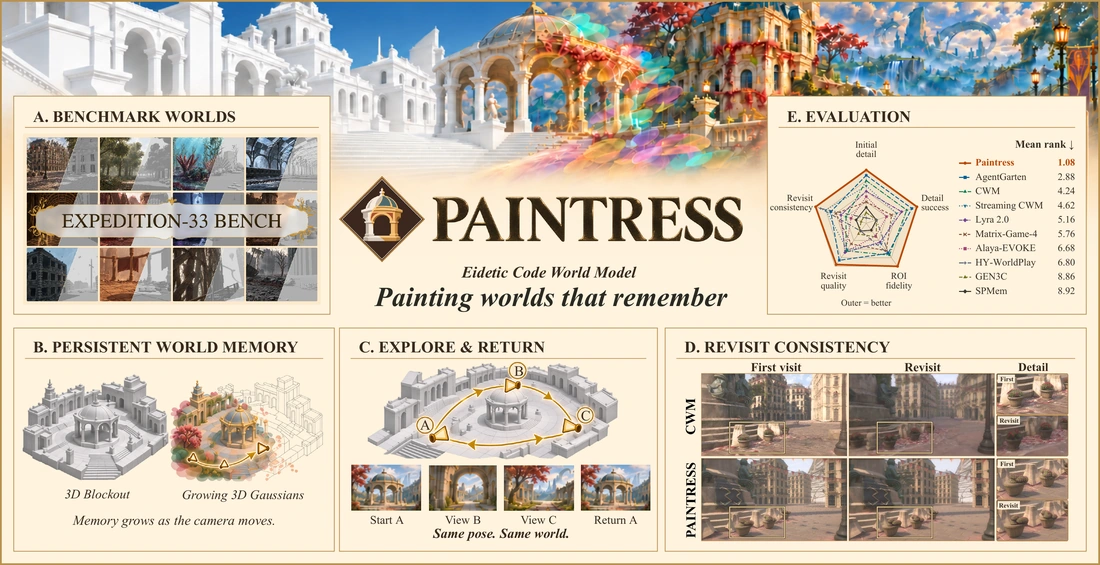 A. BENCHMARK WORLDS
EXPEDITION-33 BENCH
PAINTRESS
Eidetic Code World Model
Painting worlds that remember
E. EVALUATION
Mean rank ↓
Initial
detail
Detail
success
ROI
fidelity
Revisit
quality
Revisit
consistency
Outer = better
Paintress 1.08
AgentGarten 2.88
CWM 4.24
Streaming CWM 4.62
Lyra 2.0 5.16
Matrix-Game-4 5.76
Alaya-EVOKE 6.68
HY-WorldPlay 6.80
GEN3C 8.86
SPMem 8.92
B. PERSISTENT WORLD MEMORY
3D Blockout
Growing 3D Gaussians
Memory grows as the camera moves.
C. EXPLORE & RETURN
A
B
C
Start A
View B
View C
Return A
Same pose. Same world.
D. REVISIT CONSISTENCY
First visit
Revisit
Detail
CWM
First
Revisit
PAINTRESS
First
Revisit